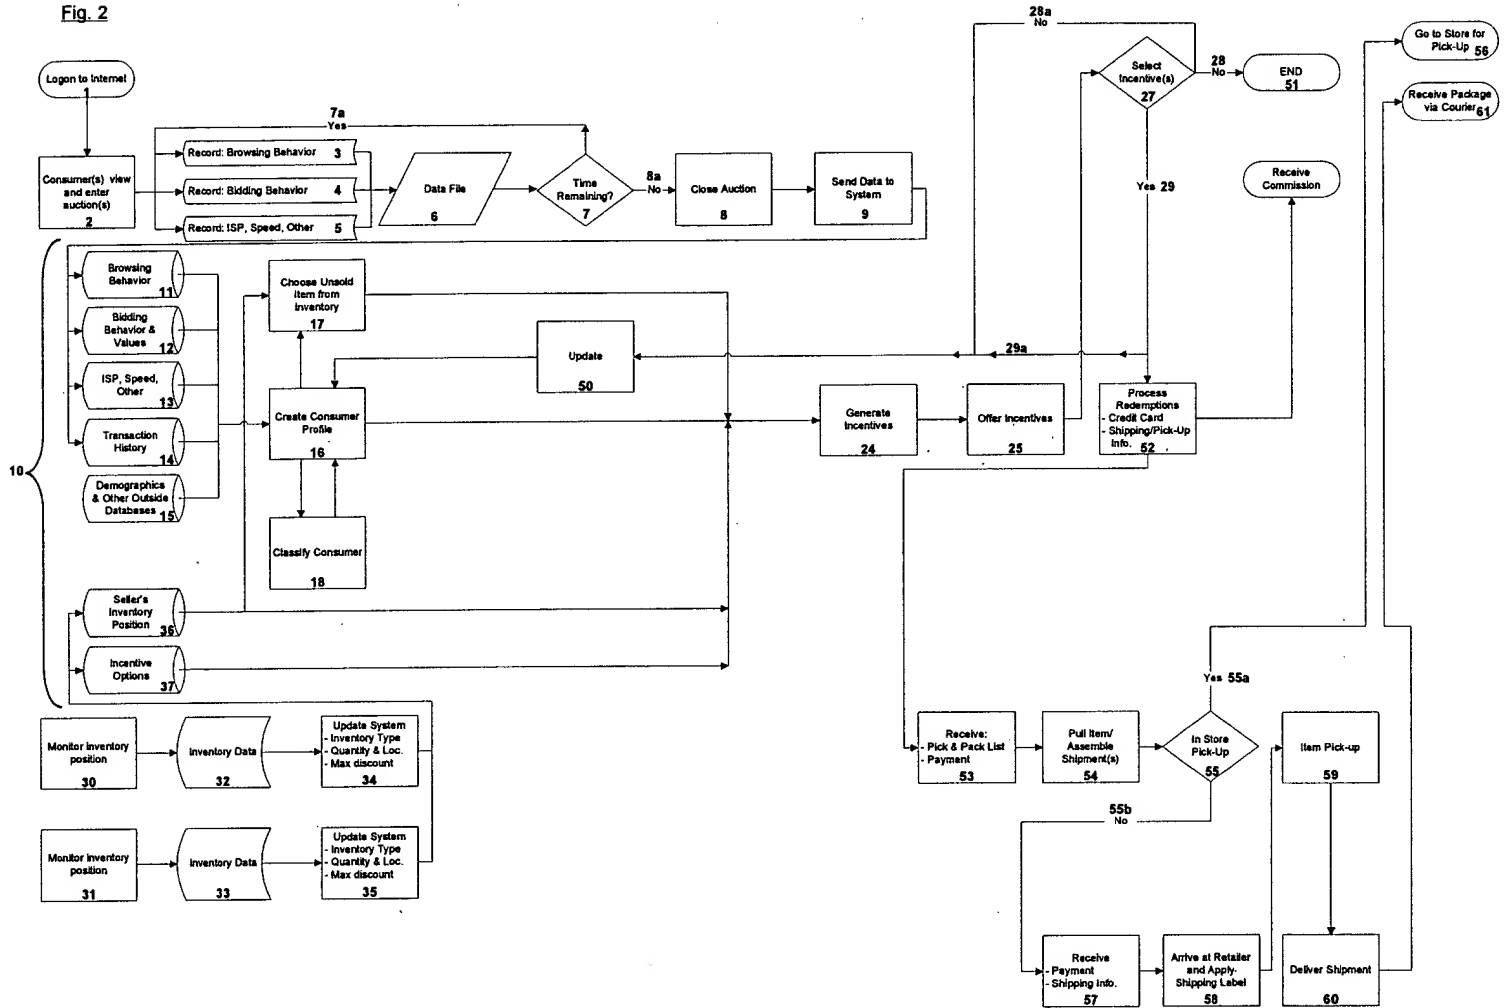 Fig. 2
28a
No
Go to Store for
Pick-Up 56
Logon to Internet
1
Select
Incentive(s)
27
28
No
END
51
Receive Package
via Courier 61
7a
Yes
Consumer(s) view
and enter
auction(s)
2
Record: Browsing Behavior 3
Record: Bidding Behavior 4
Record: ISP, Speed, Other 5
Data File
6
Time
Remaining?
7
8a
No
Close Auction
8
Send Data to
System
9
Yes 29
Receive
Commission
10
Browsing
Behavior
11
Bidding
Behavior &
Values
12
ISP, Speed,
Other
13
Transaction
History
14
Demographics
& Other Outside
Databases
15
Choose Unsold
Item from
Inventory
17
Update
50
29a
Create Consumer
Profile
16
Generate
Incentives
24
Offer Incentives
25
Process
Redemptions
- Credit Card
- Shipping/Pick-Up
Info.
52
Classify Consumer
18
Seller's
Inventory
Position
36
Incentive
Options
37
Yes 55a
Monitor inventory
position
30
Inventory Data
32
Update System
- Inventory Type
- Quantity & Loc.
- Max discount
34
Receive:
- Pick & Pack List
- Payment
53
Pull Item/
Assemble
Shipment(s)
54
In Store
Pick-Up
55
Item Pick-up
59
55b
No
Monitor inventory
position
31
Inventory Data
33
Update System
- Inventory Type
- Quantity & Loc.
- Max discount
35
Receive
- Payment
- Shipping Info.
57
Arrive at Retailer
and Apply-
Shipping Label
58
Deliver Shipment
60